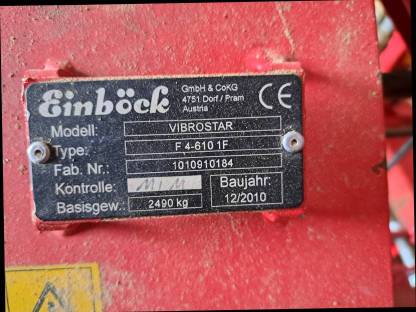 Einböck
GmbH & CoKG
4751 Dorf / Pram
Austria
CE
Modell: VIBROSTAR
Type: F 4-610 1F
Fab. Nr.: 1010910184
Kontrolle:
Baujahr:
Basisgew.: 2490 kg
12/2010